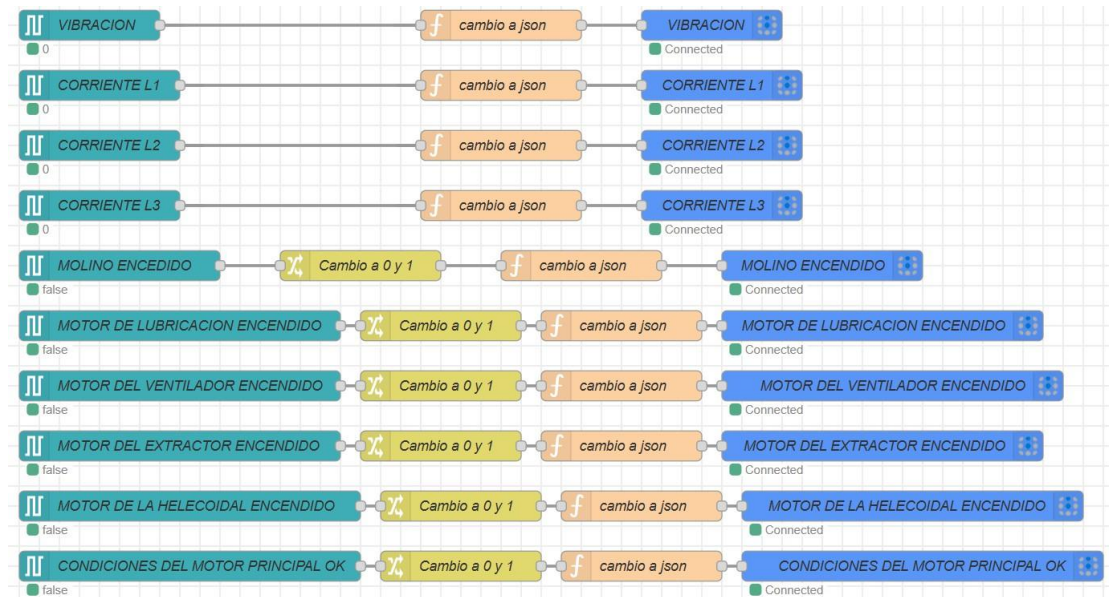 VIBRACION cambio a json VIBRACION
0 Connected
CORRIENTE L1 cambio a json CORRIENTE L1
0 Connected
CORRIENTE L2 cambio a json CORRIENTE L2
0 Connected
CORRIENTE L3 cambio a json CORRIENTE L3
0 Connected
MOLINO ENCEDIDO Cambio a 0 y 1 cambio a json MOLINO ENCENDIDO
false Connected
MOTOR DE LUBRICACION ENCENDIDO Cambio a 0 y 1 cambio a json MOTOR DE LUBRICACION ENCENDIDO
false Connected
MOTOR DEL VENTILADOR ENCENDIDO Cambio a 0 y 1 cambio a json MOTOR DEL VENTILADOR ENCENDIDO
false Connected
MOTOR DEL EXTRACTOR ENCENDIDO Cambio a 0 y 1 cambio a json MOTOR DEL EXTRACTOR ENCENDIDO
false Connected
MOTOR DE LA HELECOIDAL ENCENDIDO Cambio a 0 y 1 cambio a json MOTOR DE LA HELECOIDAL ENCENDIDO
false Connected
CONDICIONES DEL MOTOR PRINCIPAL OK Cambio a 0 y 1 cambio a json CONDICIONES DEL MOTOR PRINCIPAL OK
false Connected